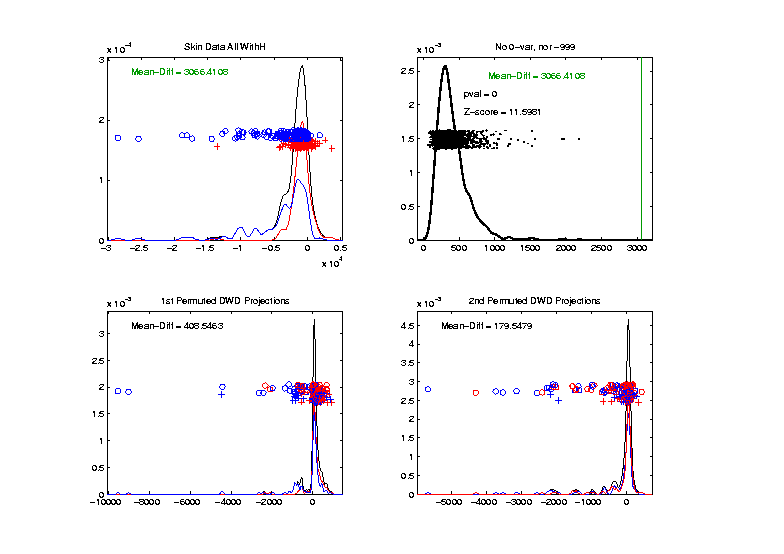 x 10⁻⁴
Skin Data All WithH
Mean-Diff = 3066.4108
3
2
1
0
-3 -2.5 -2 -1.5 -1 -0.5 0 0.5
x 10⁴
x 10⁻³
No 0-var, nor -999
Mean-Diff = 3066.4108
pval = 0
Z-score = 11.5981
2.5
2
1.5
1
0.5
0
0 500 1000 1500 2000 2500 3000
x 10⁻³
1st Permuted DWD Projections
Mean-Diff = 408.5463
3
2.5
2
1.5
1
0.5
0
-10000 -8000 -6000 -4000 -2000 0
x 10⁻³
2nd Permuted DWD Projections
Mean-Diff = 179.5479
4.5
4
3.5
3
2.5
2
1.5
1
0.5
0
-5000 -4000 -3000 -2000 -1000 0